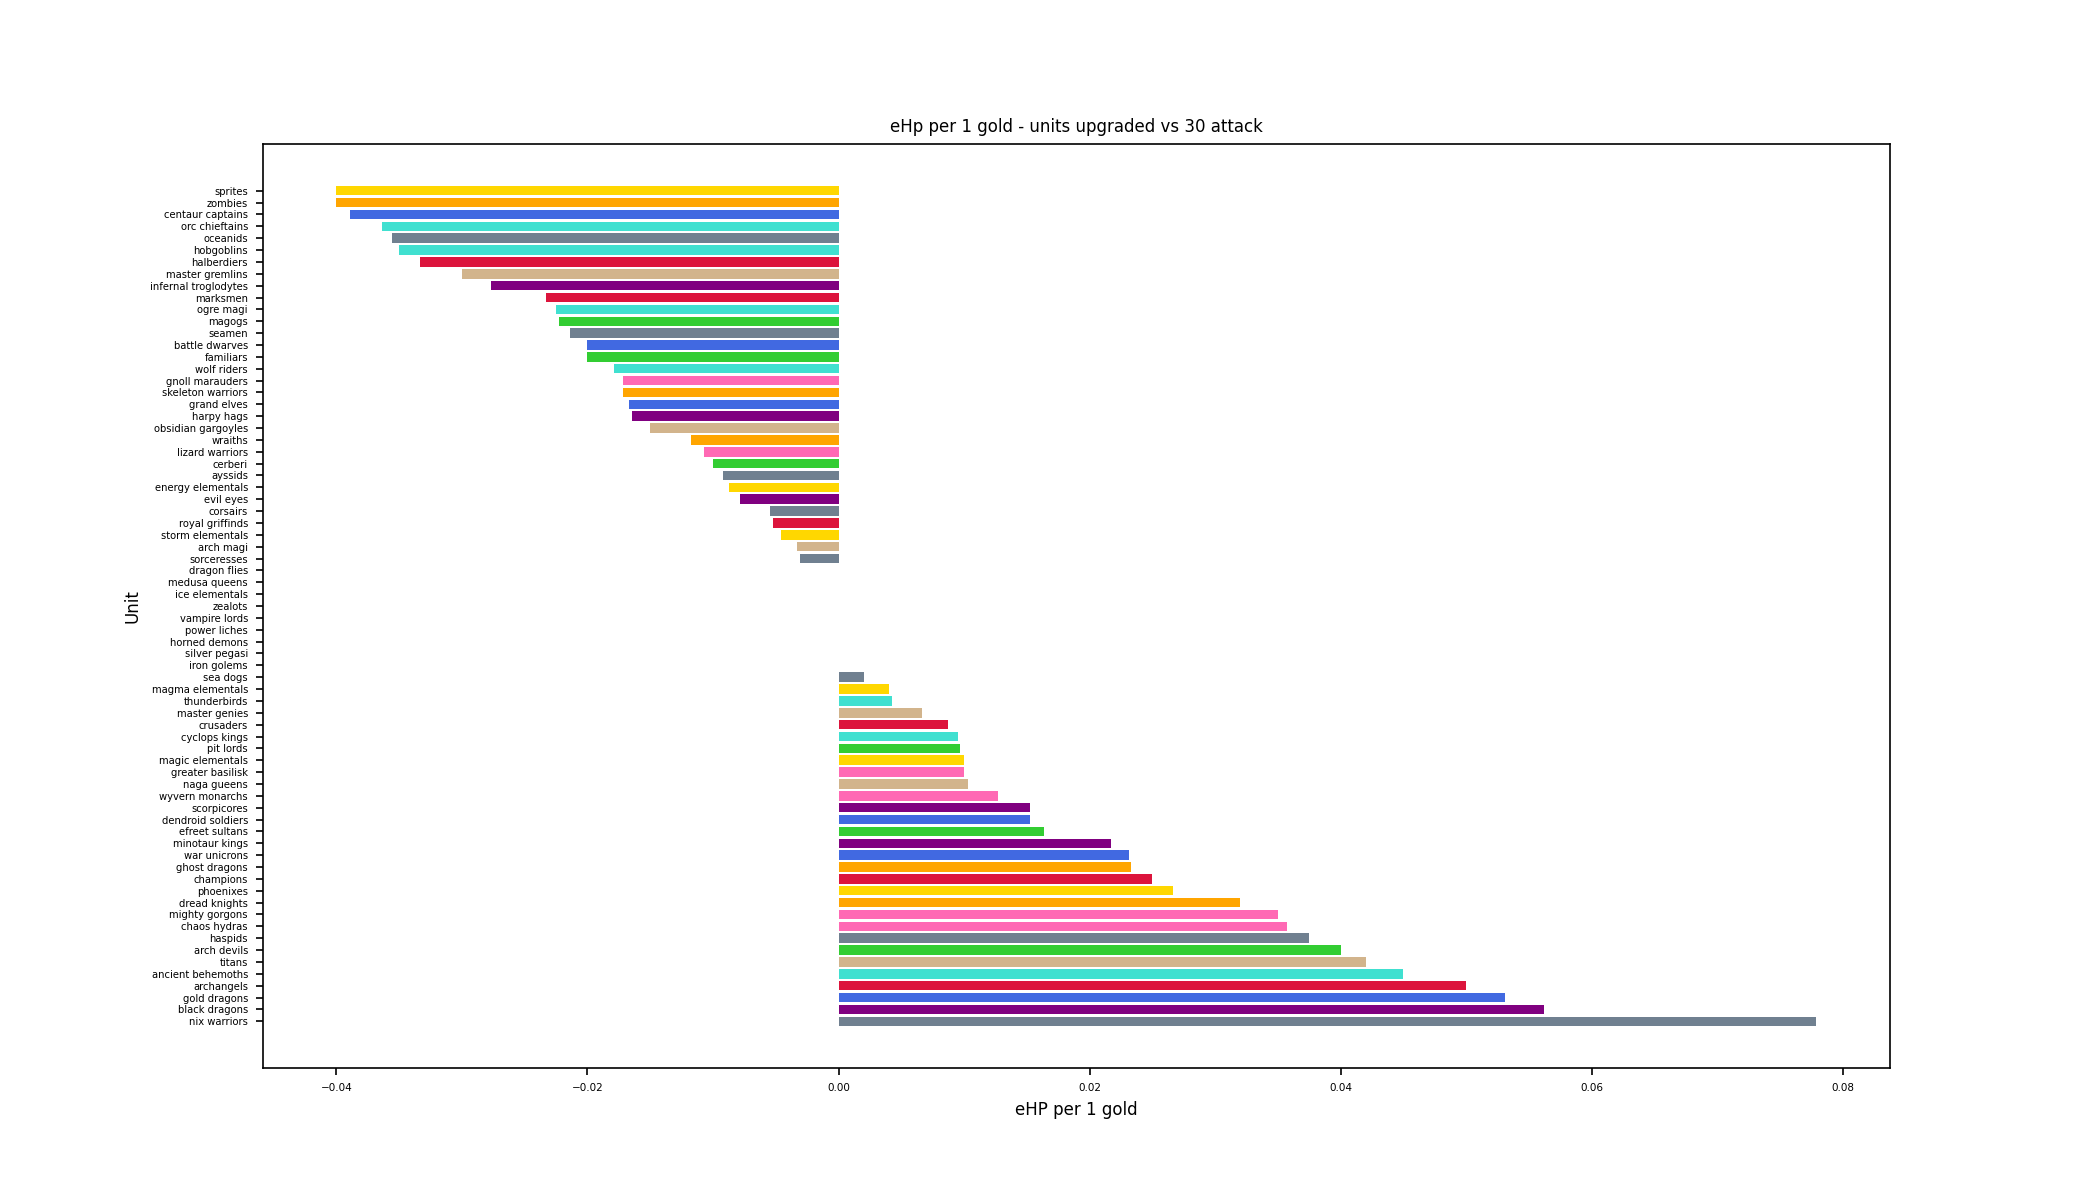 eHp per 1 gold - units upgraded vs 30 attack
sprites
zombies
centaur captains
orc chieftains
oceanids
hobgoblins
halberdiers
master gremlins
infernal troglodytes
marksmen
ogre magi
magogs
seamen
battle dwarves
familiars
wolf riders
gnoll marauders
skeleton warriors
grand elves
harpy hags
obsidian gargoyles
wraiths
lizard warriors
cerberi
ayssids
energy elementals
evil eyes
corsairs
royal griffinds
storm elementals
arch magi
sorceresses
dragon flies
medusa queens
ice elementals
zealots
vampire lords
power liches
horned demons
silver pegasi
iron golems
sea dogs
magma elementals
thunderbirds
master genies
crusaders
cyclops kings
pit lords
magic elementals
greater basilisk
naga gueens
wyvern monarchs
scorpicores
dendroid soldiers
efreet sultans
minotaur kings
war unicrons
ghost dragons
champions
phoenixes
dread knights
mighty gorgons
chaos hydras
haspids
arch devils
titans
ancient behemoths
archangels
gold dragons
black dragons
nix warriors
Unit
−0.04 −0.02 0.00 0.02 0.04 0.06 0.08
eHP per 1 gold